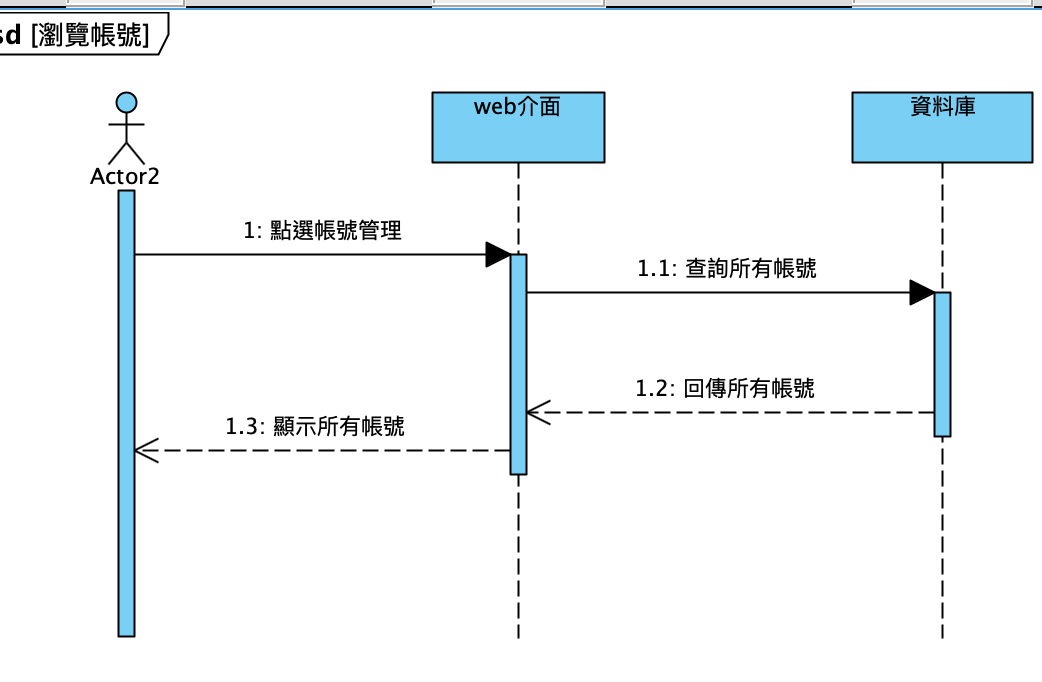 sd [瀏覽帳號]
Actor2
web介面
資料庫
1: 點選帳號管理
1.1: 查詢所有帳號
1.2: 回傳所有帳號
1.3: 顯示所有帳號